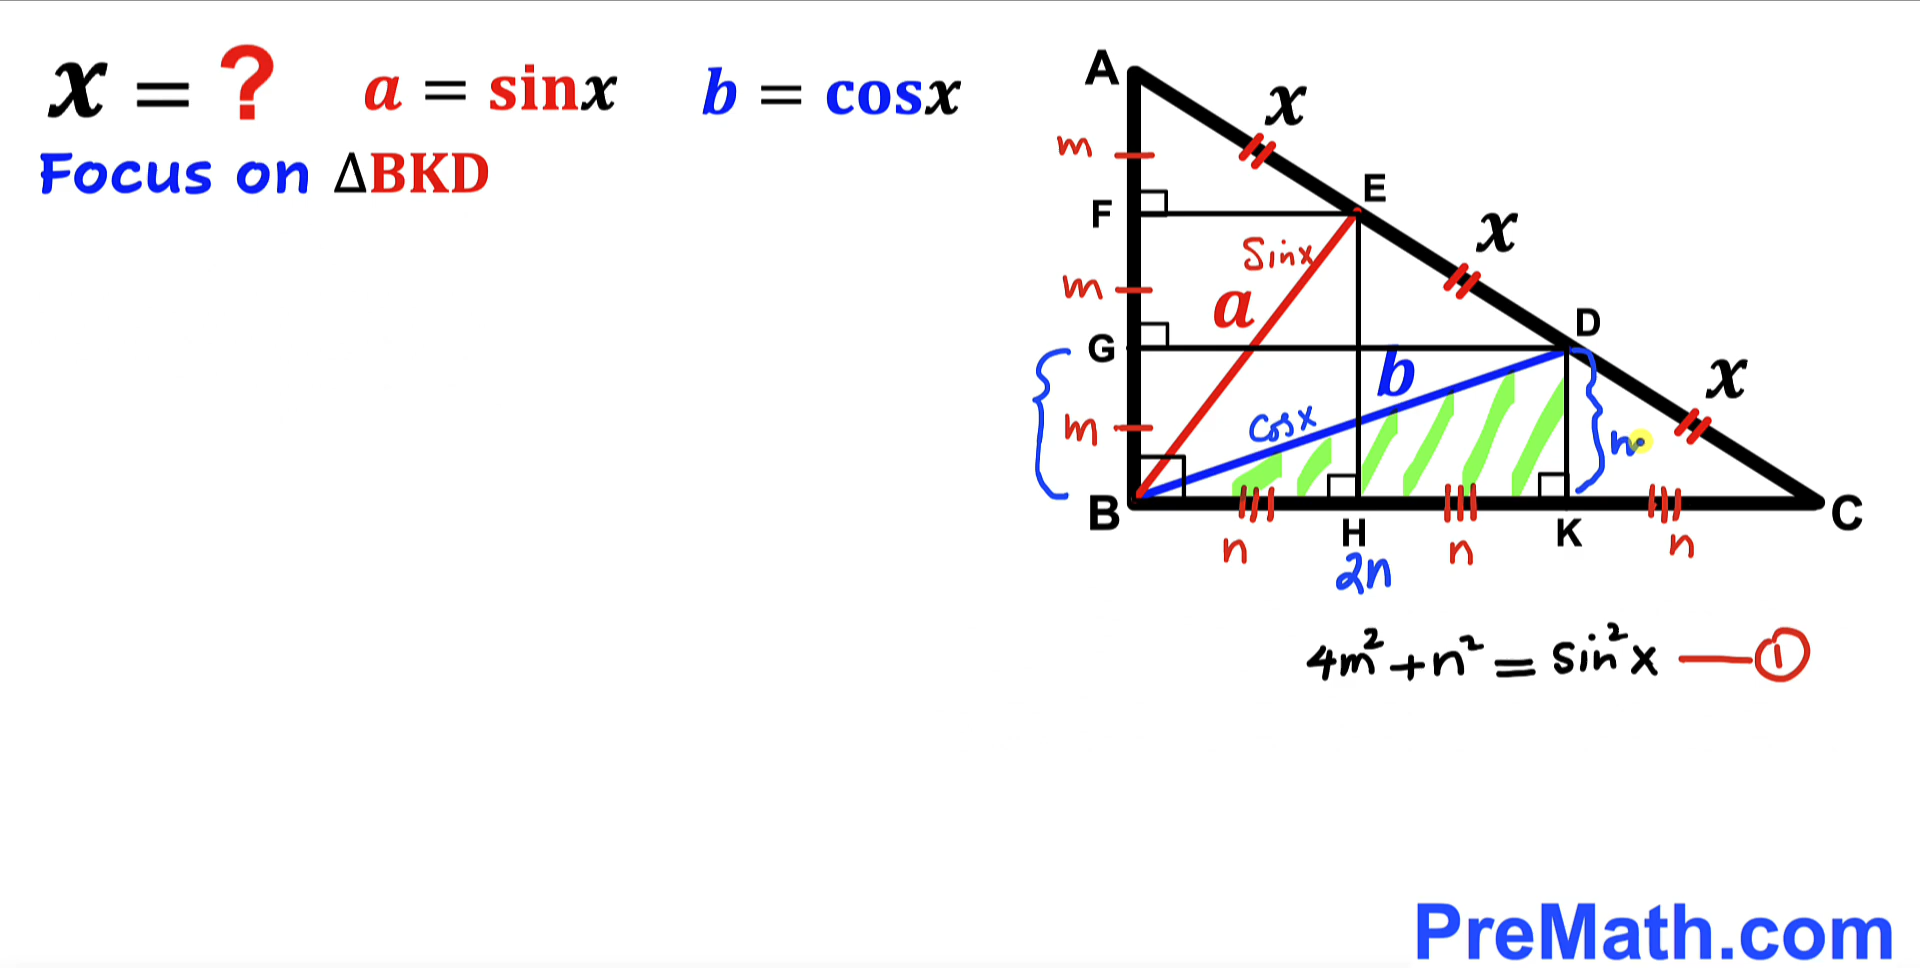 x = ? a = sinx b = cosx
Focus on ΔBKD
A
x
m
E
F
x
sinx
m
a
D
G
b
x
cosx
m
B
H
K
C
n
n
n
2n
4m² + n² = sin²x — ①
PreMath.com